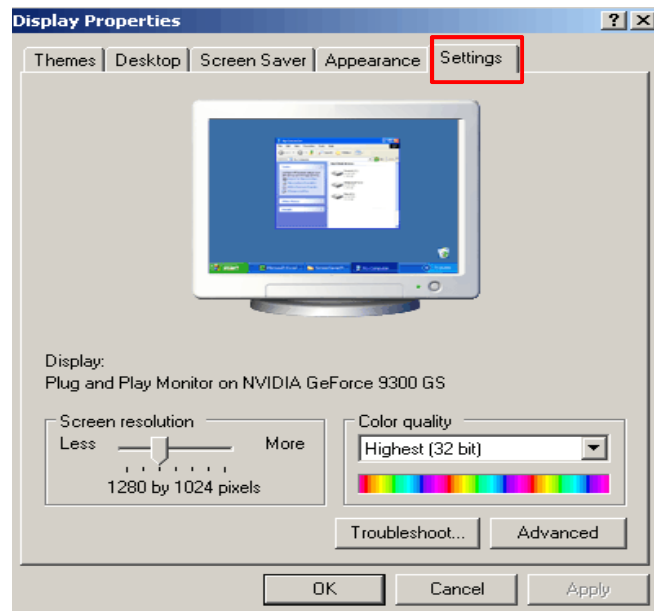 Display Properties
Themes Desktop Screen Saver Appearance Settings
Display:
Plug and Play Monitor on NVIDIA GeForce 9300 GS
Screen resolution
Less More
1280 by 1024 pixels
Color quality
Highest (32 bit)
Troubleshoot... Advanced
OK Cancel Apply